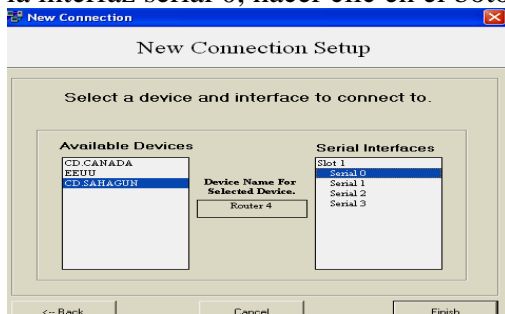 la interfaz serial 0, hacer clic en el botó
New Connection
New Connection Setup
Select a device and interface to connect to.
Available Devices
Serial Interfaces
CD.CANADA
EEUU
CD.SAHAGUN
Device Name For
Selected Device.
Router 4
Slot 1
Serial 0
Serial 1
Serial 2
Serial 3
<-- Back
Cancel
Finish